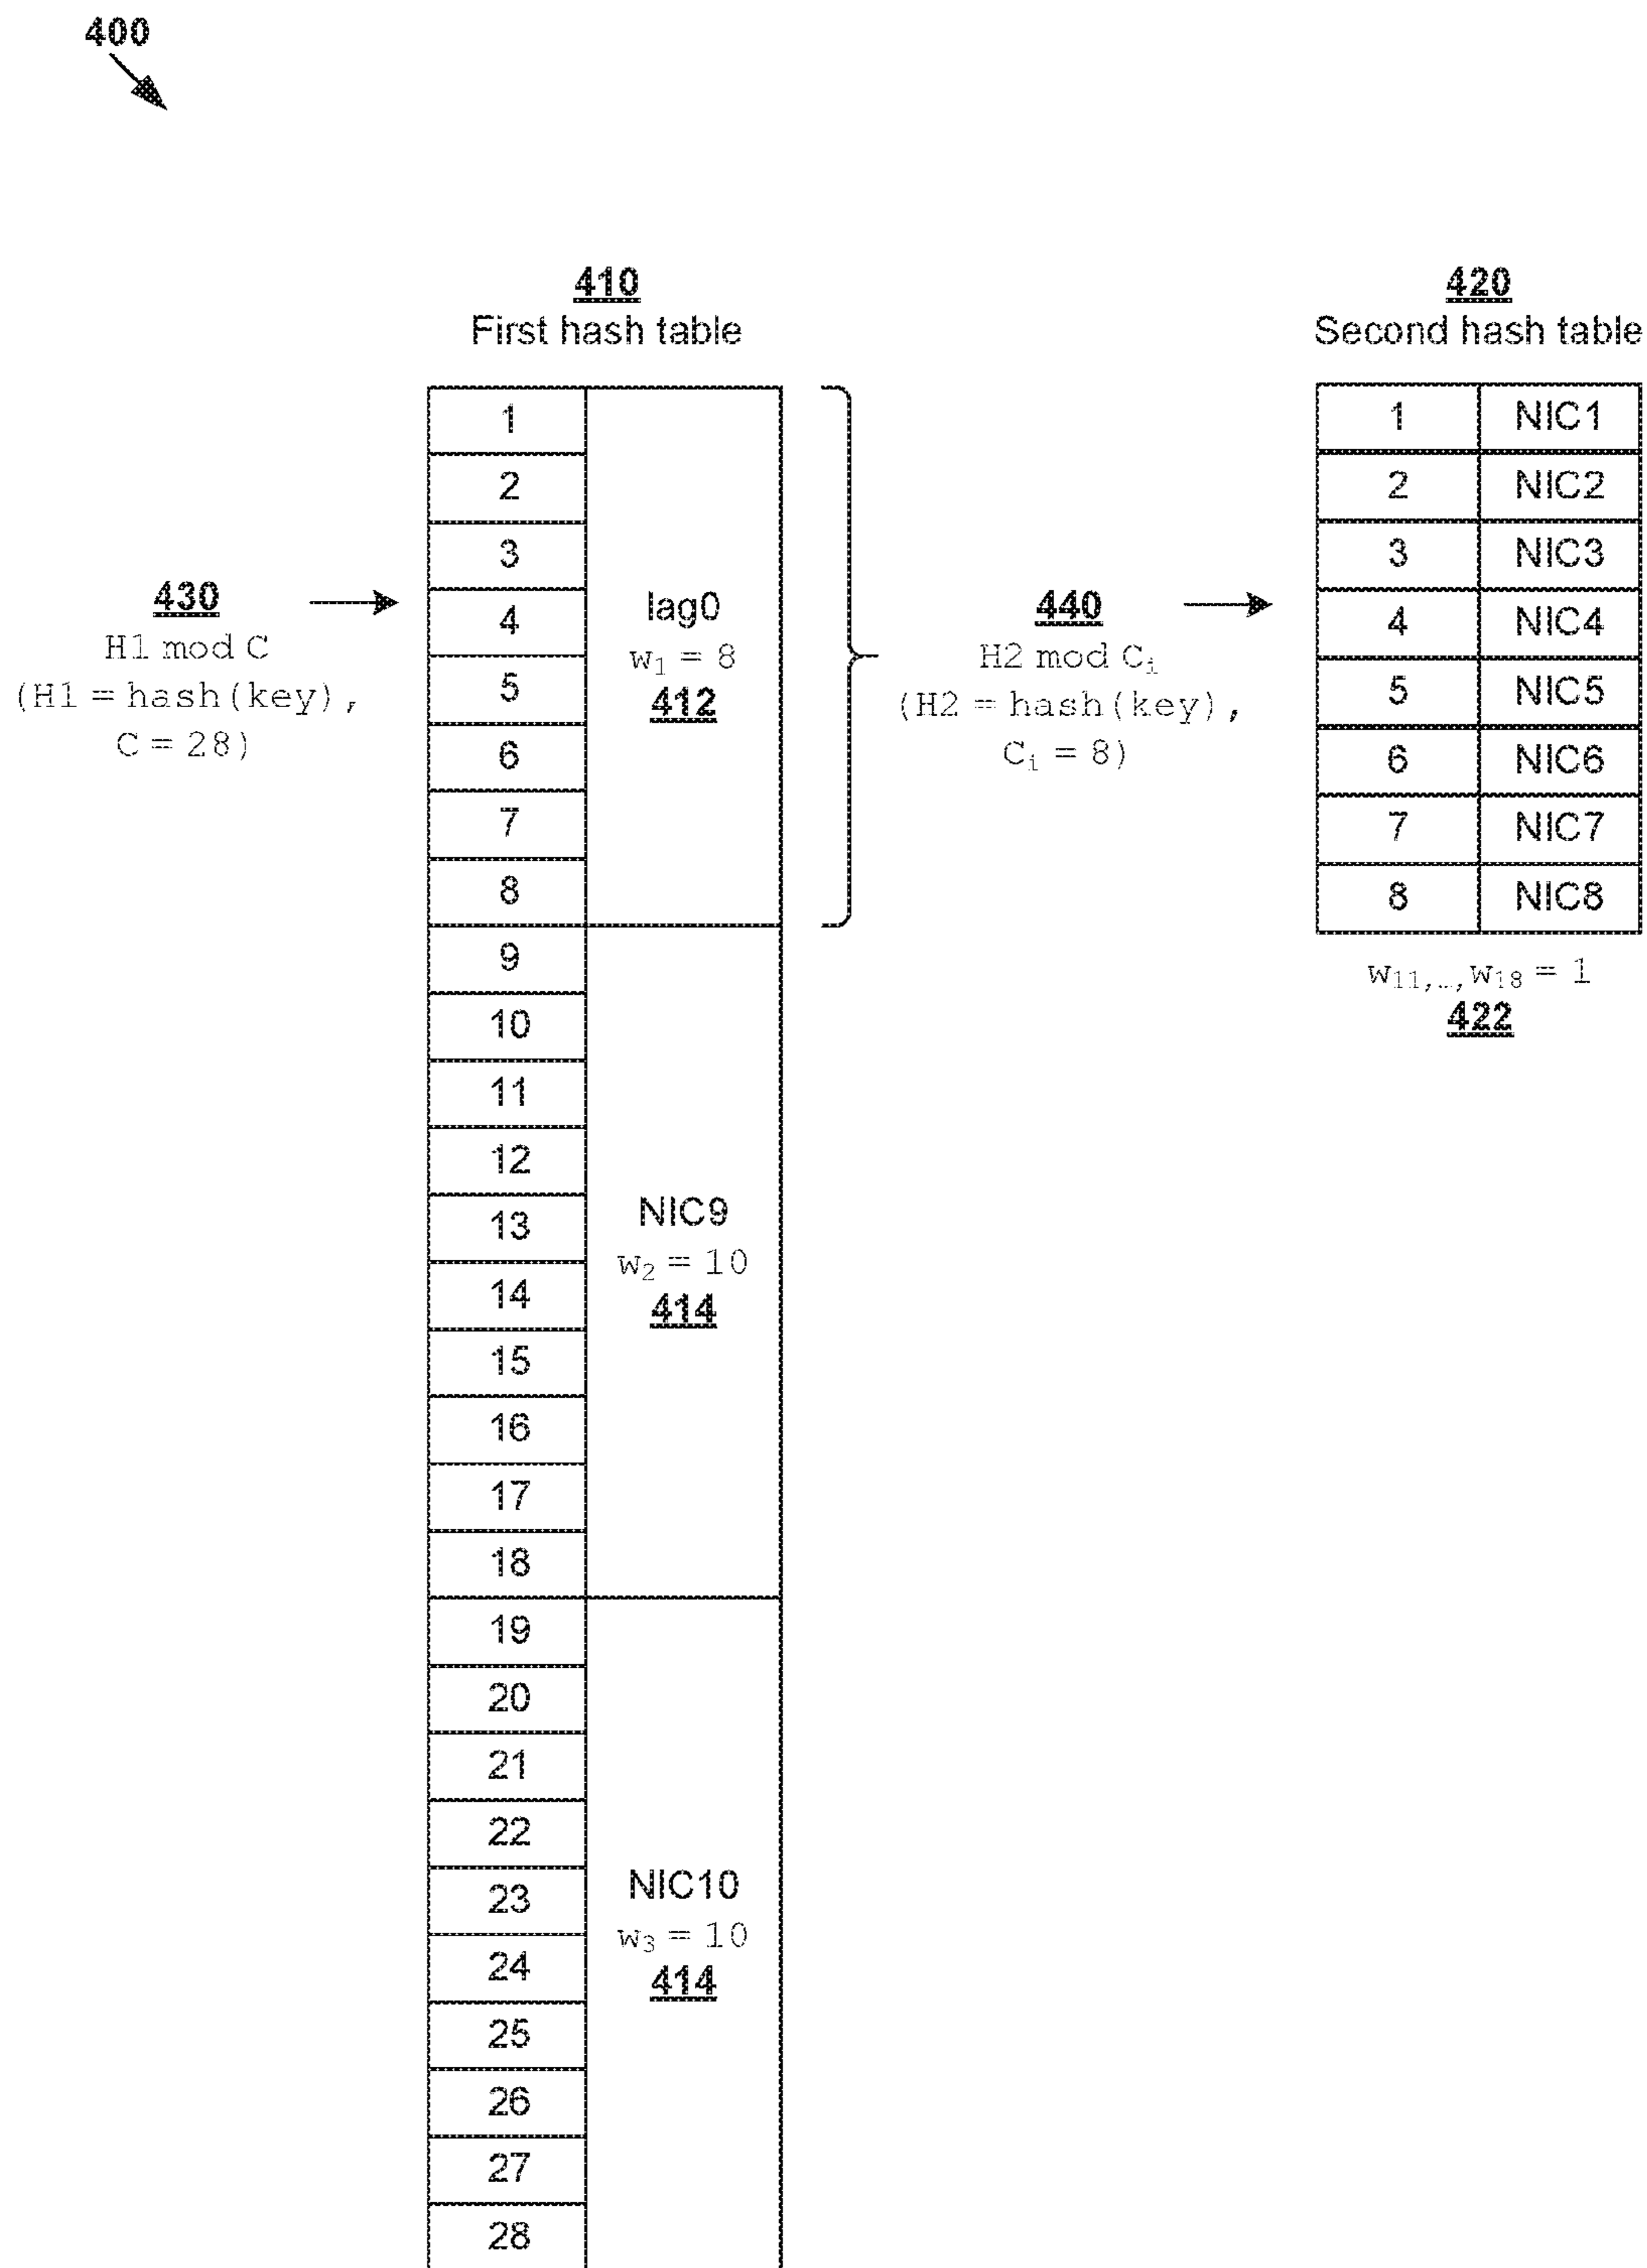 400
410
First hash table
420
Second hash table
430
H1 mod C
(H1 = hash(key),
C = 28)
1
2
3
4
5
6
7
8
9
10
11
12
13
14
15
16
17
18
19
20
21
22
23
24
25
26
27
28
lag0
w₁ = 8
412
NIC9
w₂ = 10
414
NIC10
w₃ = 10
414
440
H2 mod Cᵢ
(H2 = hash(key),
Cᵢ = 8)
1 NIC1
2 NIC2
3 NIC3
4 NIC4
5 NIC5
6 NIC6
7 NIC7
8 NIC8
w₁₁,…,w₁₈ = 1
422